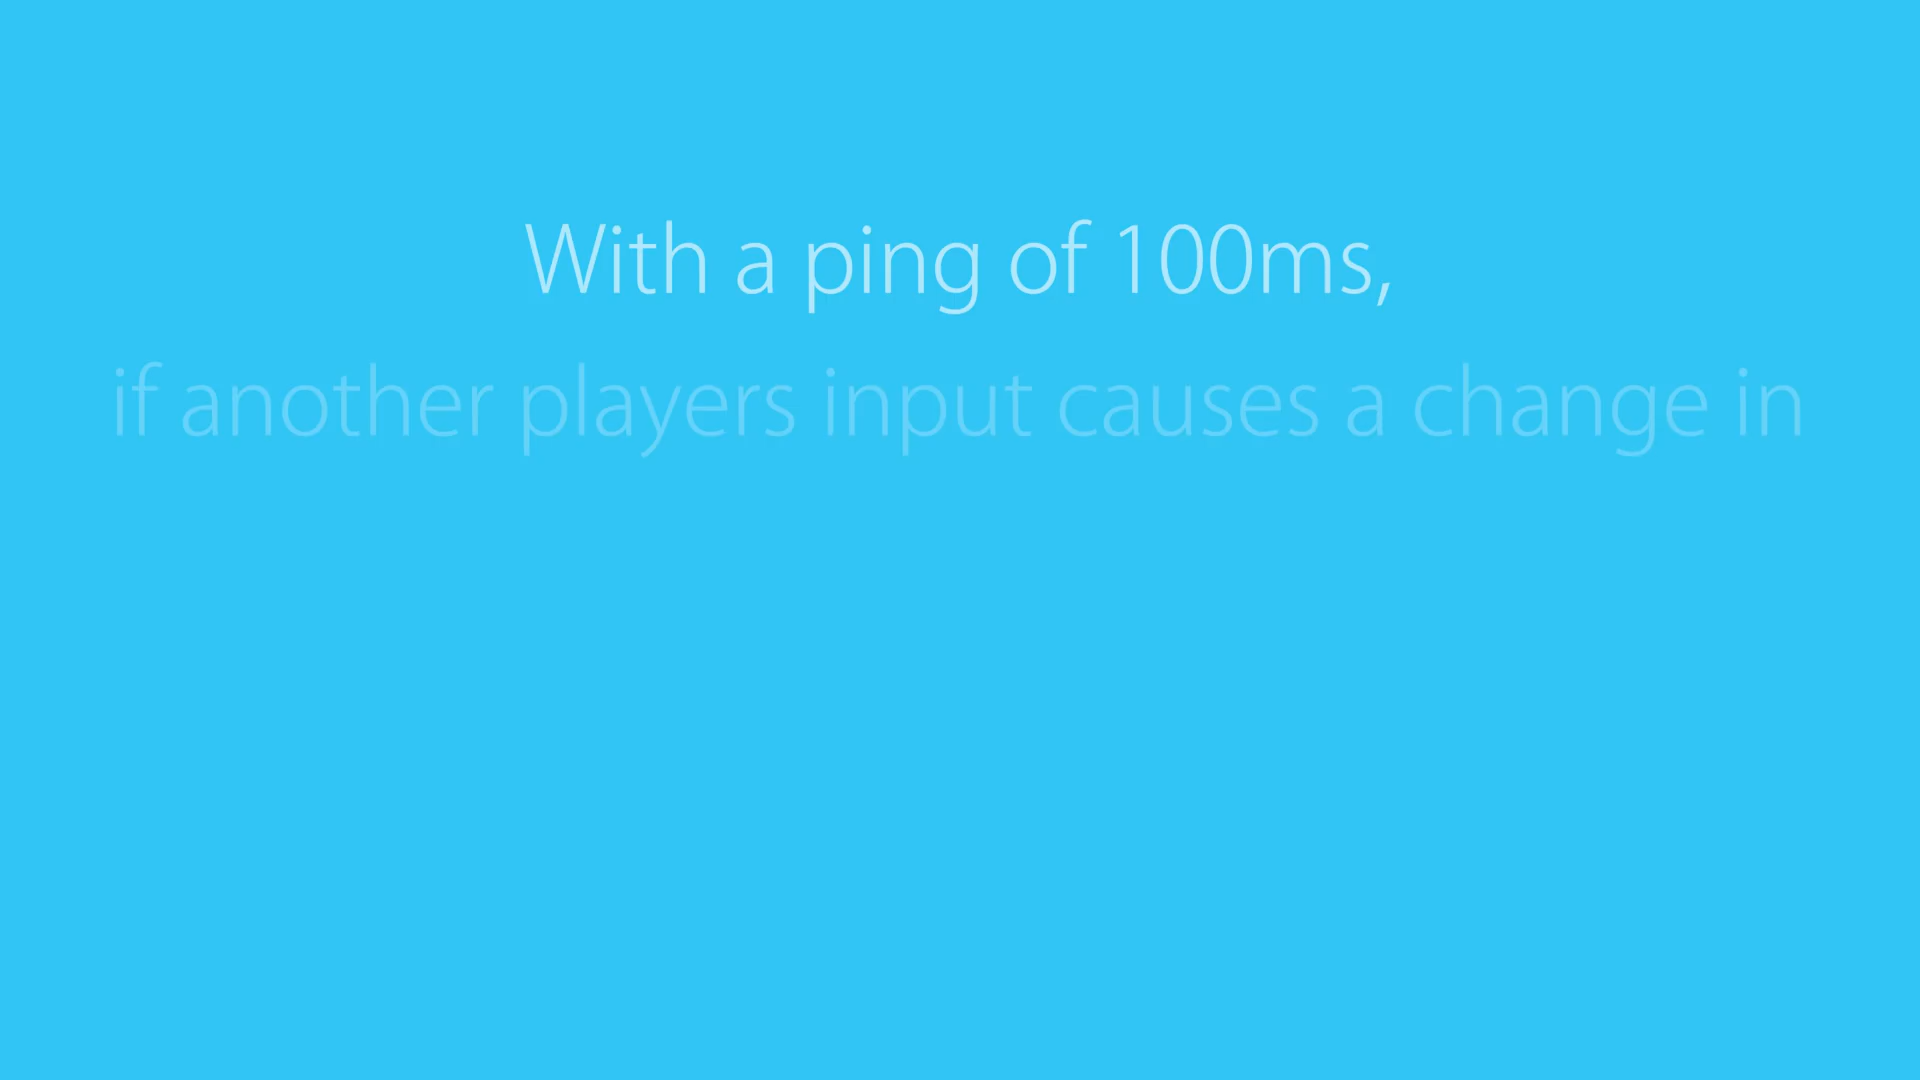 With a ping of 100ms,
if another players input causes a change in